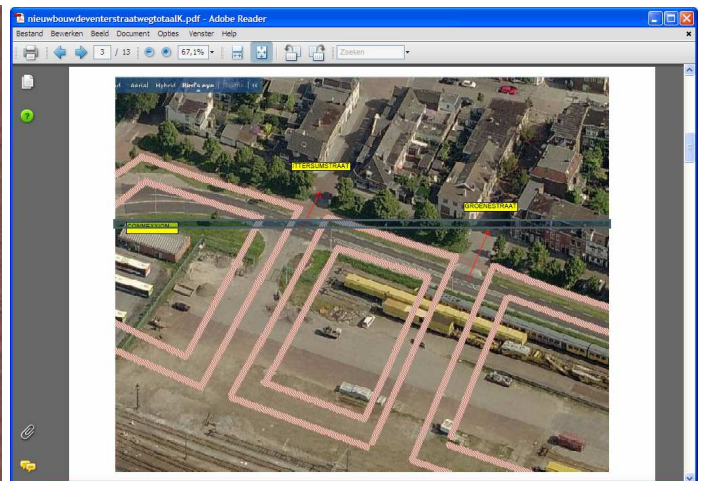 nieuwbouwdeventerstraatwegtotaalK.pdf - Adobe Reader
Bestand Bewerken Beeld Document Opties Venster Help
3 / 13 67,1% Zoeken
Aerial Hybrid Bird's eye
ITTERSUMSTRAAT
GROENESTRAAT
CONNEXXION